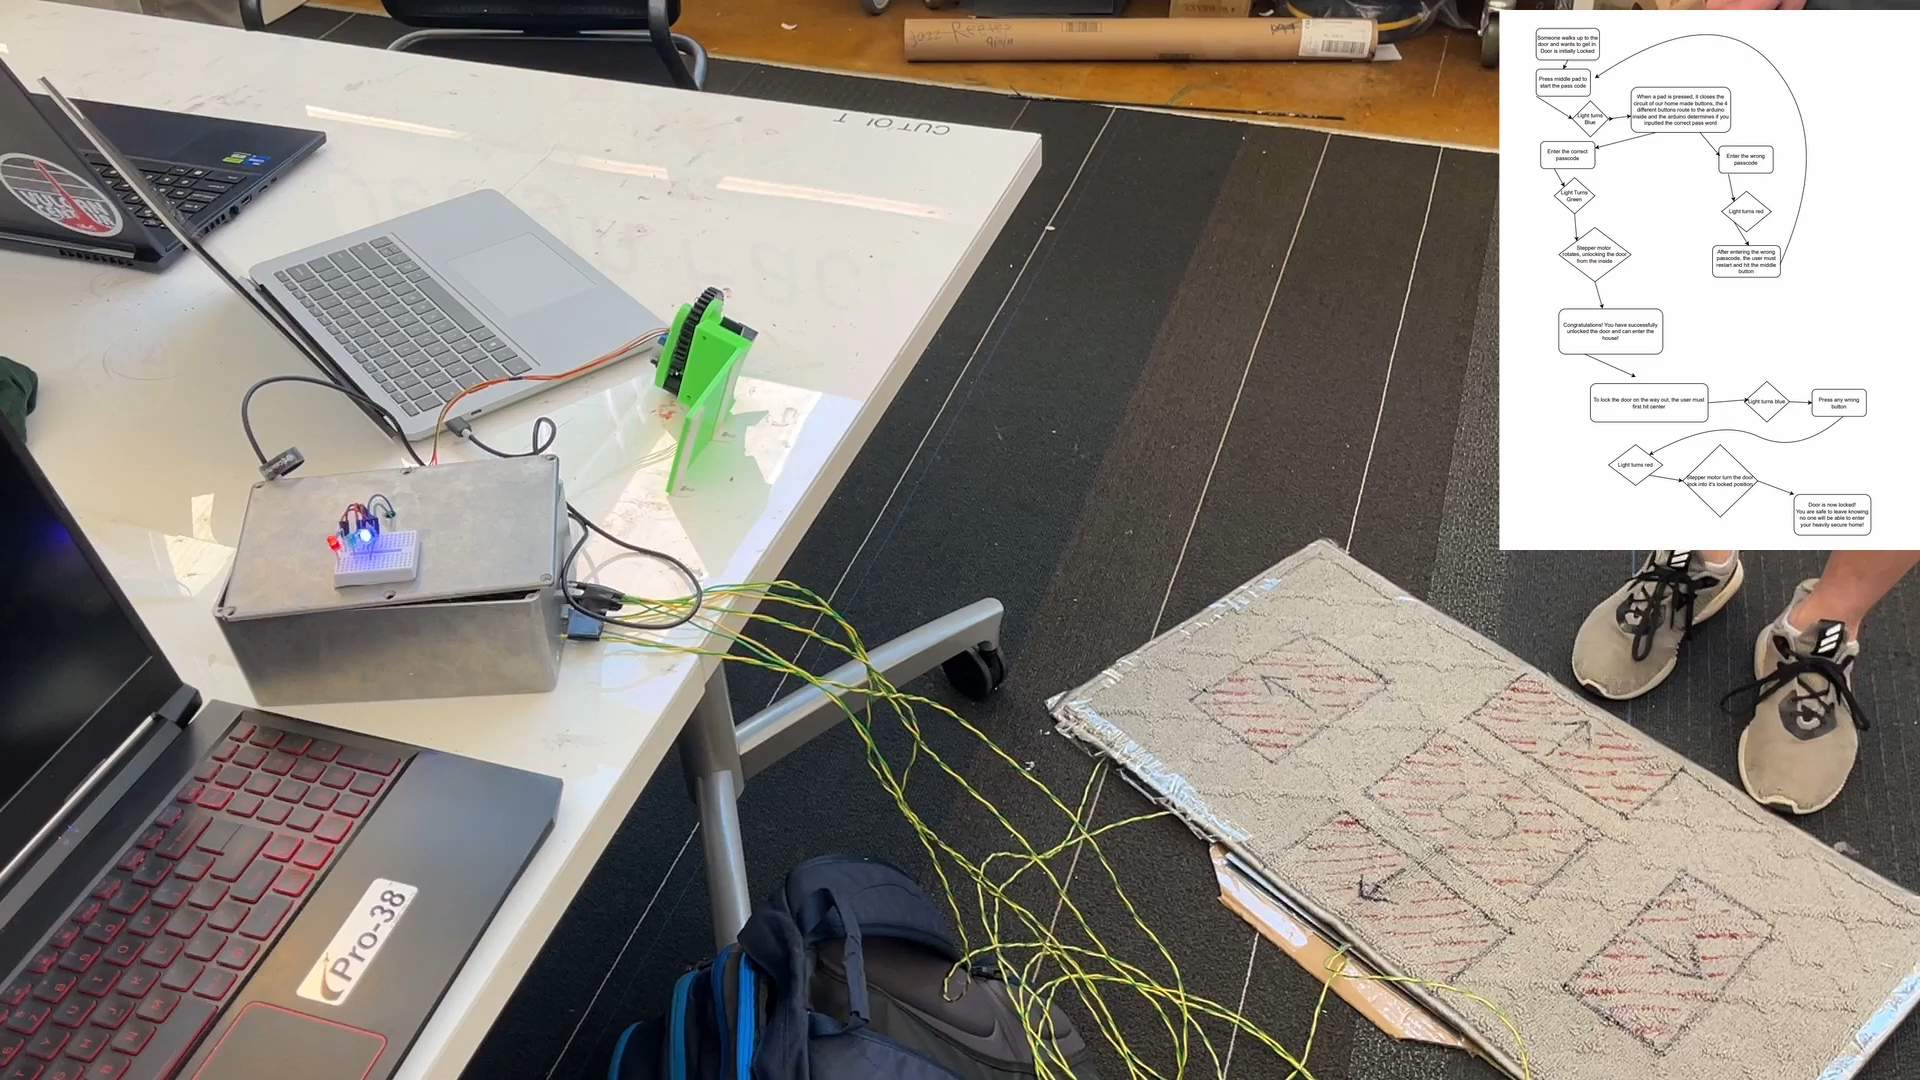 Jazz Reeves
CUTOIT
Pro-38
Someone walks up to the
door and wants to get in.
Door is initially Locked
Press middle pad to
start the pass code
Light turns
Blue
When a pad is pressed, it closes the
circuit of our home made buttons, the 4
different buttons route to the arduino
inside and the arduino determines if you
inputted the correct pass word
Enter the correct
passcode
Enter the wrong
passcode
Light Turns
Green
Light turns red
Stepper motor
rotates, unlocking the door
from the inside
After entering the wrong
passcode, the user must
restart and hit the middle
button
Congratulations! You have successfully
unlocked the door and can enter the
house!
To lock the door on the way out, the user must
first hit center
Light turns blue
Press any wrong
button
Light turns red
Stepper motor turn the door
lock into it's locked position
Door is now locked!
You are safe to leave knowing
no one will be able to enter
your heavily secure home!